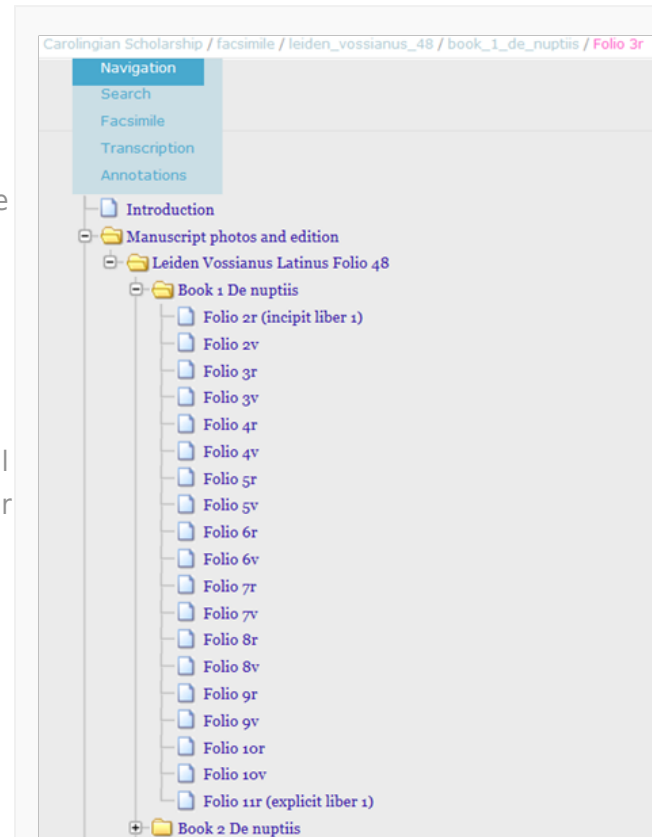 Carolingian Scholarship / facsimile / leiden_vossianus_48 / book_1_de_nuptiis / Folio 3r
Navigation
Search
Facsimile
Transcription
Annotations
Introduction
Manuscript photos and edition
Leiden Vossianus Latinus Folio 48
Book 1 De nuptiis
Folio 2r (incipit liber 1)
Folio 2v
Folio 3r
Folio 3v
Folio 4r
Folio 4v
Folio 5r
Folio 5v
Folio 6r
Folio 6v
Folio 7r
Folio 7v
Folio 8r
Folio 8v
Folio 9r
Folio 9v
Folio 10r
Folio 10v
Folio 11r (explicit liber 1)
Book 2 De nuptiis